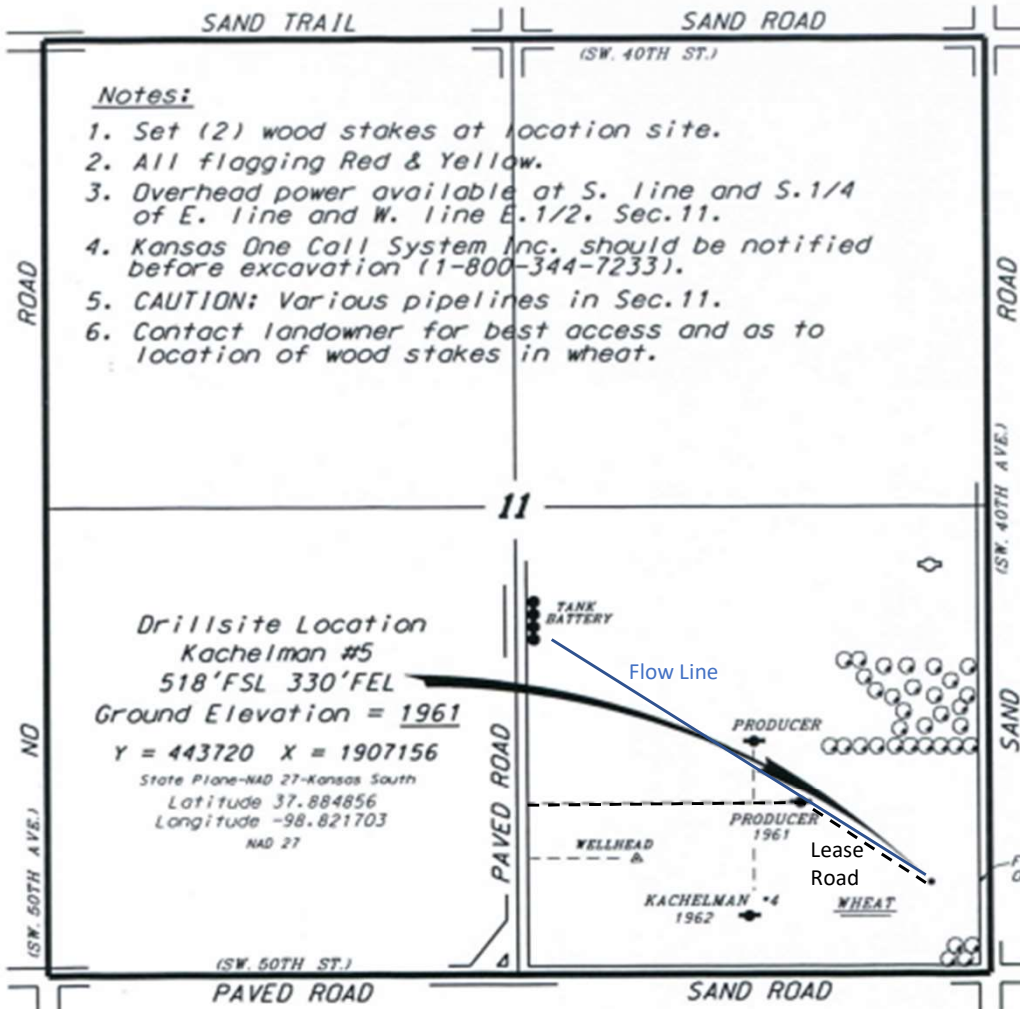 SAND TRAIL
SAND ROAD
(SW. 40TH ST.)
Notes:
1. Set (2) wood stakes at location site.
2. All flagging Red & Yellow.
3. Overhead power available at S. line and S.1/4
of E. line and W. line E.1/2. Sec.11.
4. Kansas One Call System Inc. should be notified
before excavation (1-800-344-7233).
5. CAUTION: Various pipelines in Sec.11.
6. Contact landowner for best access and as to
location of wood stakes in wheat.
ROAD
ROAD
(SW. 40TH AVE.)
11
TANK
BATTERY
Drillsite Location
Kachelman #5
518'FSL 330'FEL
Ground Elevation = 1961
Y = 443720 X = 1907156
State Plane-NAD 27-Kansas South
Latitude 37.884856
Longitude -98.821703
NAD 27
Flow Line
PRODUCER
SAND
NO
PAVED ROAD
PRODUCER
1961
WELLHEAD
Lease
Road
KACHELMAN #4
1962
WHEAT
(SW. 50TH AVE.)
(SW. 50TH ST.)
PAVED ROAD
SAND ROAD